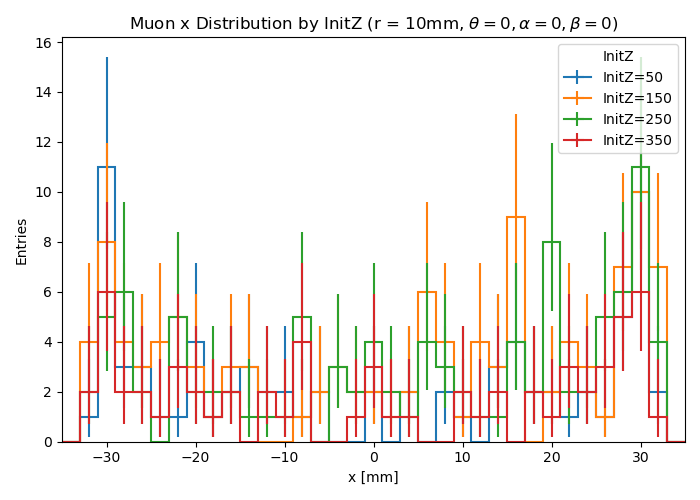 Muon x Distribution by InitZ (r = 10mm, θ = 0, α = 0, β = 0)
16
14
12
10
8
6
4
2
0
Entries
InitZ
InitZ=50
InitZ=150
InitZ=250
InitZ=350
−30
−20
−10
0
10
20
30
x [mm]